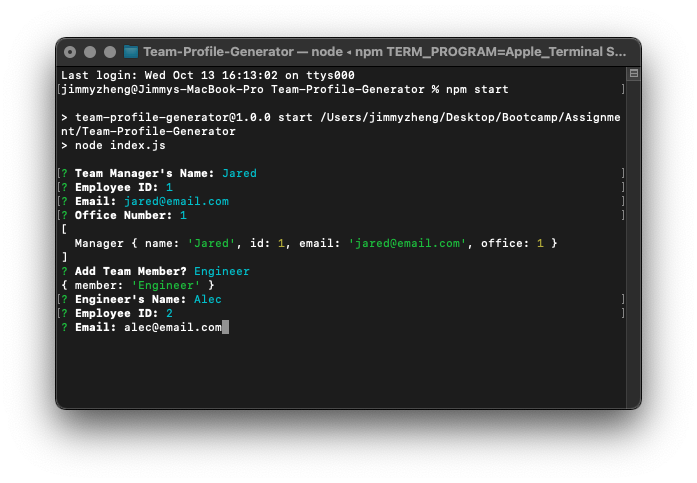 Team-Profile-Generator — node ◂ npm TERM_PROGRAM=Apple_Terminal S...
Last login: Wed Oct 13 16:13:02 on ttys000
[jimmyzheng@Jimmys-MacBook-Pro Team-Profile-Generator % npm start ]

> team-profile-generator@1.0.0 start /Users/jimmyzheng/Desktop/Bootcamp/Assignme
nt/Team-Profile-Generator
> node index.js

[? Team Manager's Name: Jared ]
[? Employee ID: 1 ]
[? Email: jared@email.com ]
[? Office Number: 1 ]
[
  Manager { name: 'Jared', id: 1, email: 'jared@email.com', office: 1 }
]
? Add Team Member? Engineer
{ member: 'Engineer' }
[? Engineer's Name: Alec ]
[? Employee ID: 2 ]
? Email: alec@email.com